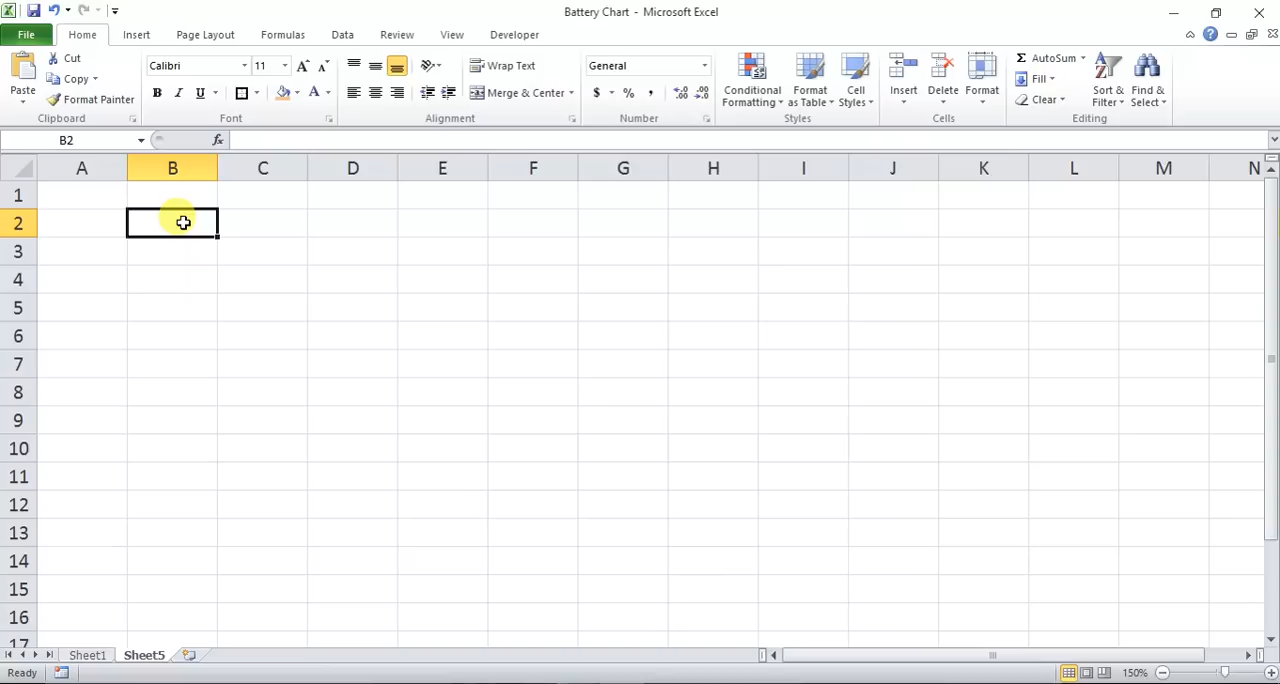 Battery Chart - Microsoft Excel
File Home Insert Page Layout Formulas Data Review View Developer
Paste
Cut
Copy
Format Painter
Clipboard
Calibri 11
B I U
Font
Wrap Text
Merge & Center
Alignment
General
$ % ,
Number
Conditional Formatting
Format as Table
Cell Styles
Styles
Insert Delete Format
Cells
Σ AutoSum
Fill
Clear
Sort & Filter
Find & Select
Editing
B2 fx
A B C D E F G H I J K L M N
1
2
3
4
5
6
7
8
9
10
11
12
13
14
15
16
17
Sheet1 Sheet5
Ready 150%